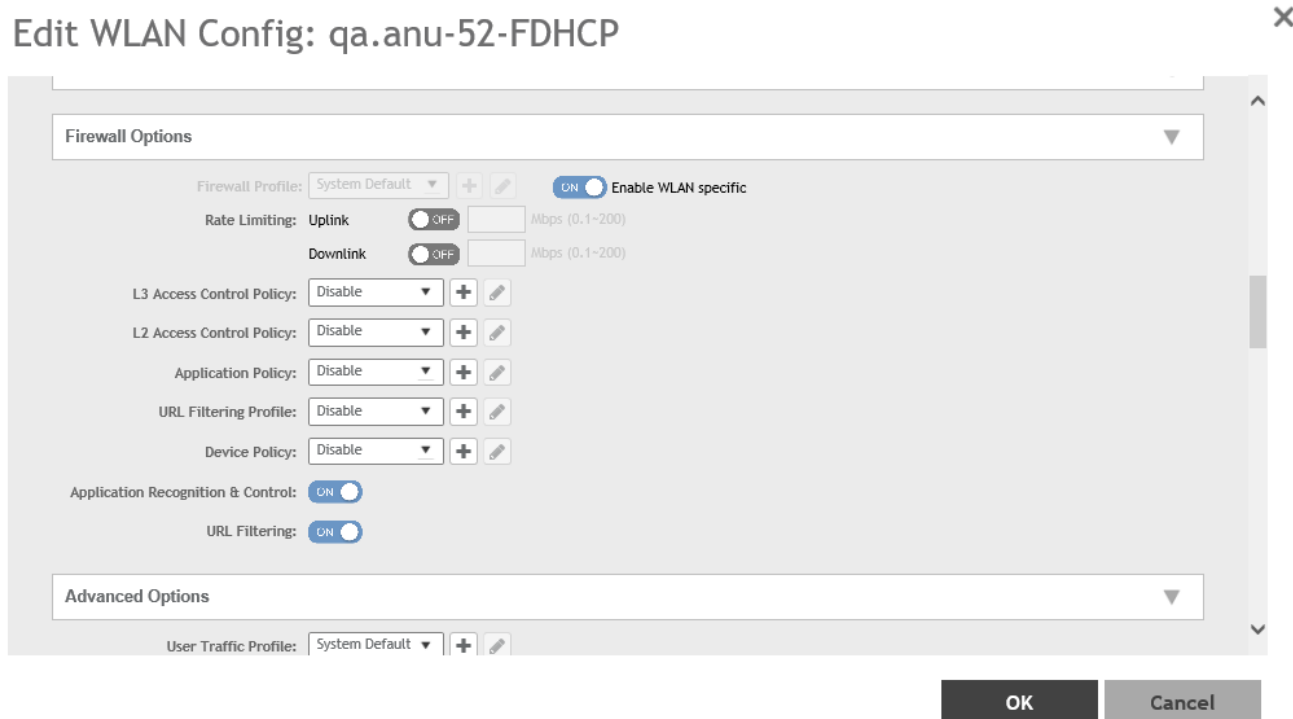 Edit WLAN Config: qa.anu-52-FDHCP
Firewall Options
Firewall Profile: System Default ON Enable WLAN specific
Rate Limiting: Uplink OFF Mbps (0.1~200)
Downlink OFF Mbps (0.1~200)
L3 Access Control Policy: Disable
L2 Access Control Policy: Disable
Application Policy: Disable
URL Filtering Profile: Disable
Device Policy: Disable
Application Recognition & Control: ON
URL Filtering: ON
Advanced Options
User Traffic Profile: System Default
OK Cancel